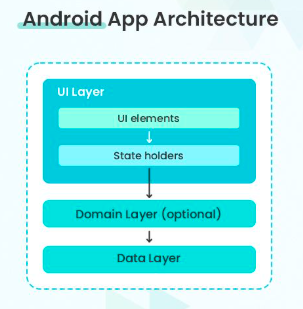 Android App Architecture
UI Layer
UI elements
State holders
Domain Layer (optional)
Data Layer